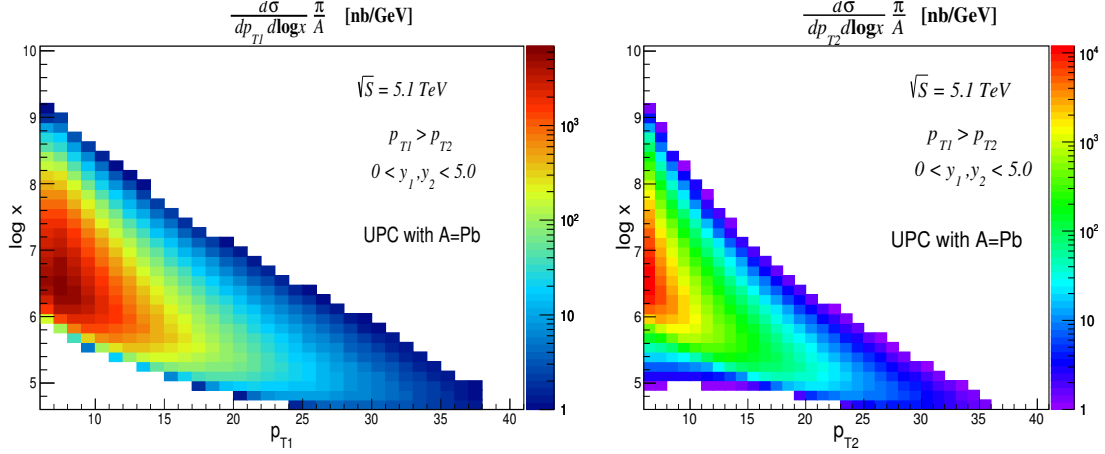 dσ/dp_T1 dlogx π/A [nb/GeV]
√S = 5.1 TeV
p_T1 > p_T2
0 < y_1 , y_2 < 5.0
UPC with A=Pb
log x
10
9
8
7
6
5
10 15 20 25 30 35 40
p_T1
10³
10²
10
1
dσ/dp_T2 dlogx π/A [nb/GeV]
√S = 5.1 TeV
p_T1 > p_T2
0 < y_1 , y_2 < 5.0
UPC with A=Pb
log x
10
9
8
7
6
5
10 15 20 25 30 35 40
p_T2
10⁴
10³
10²
10
1